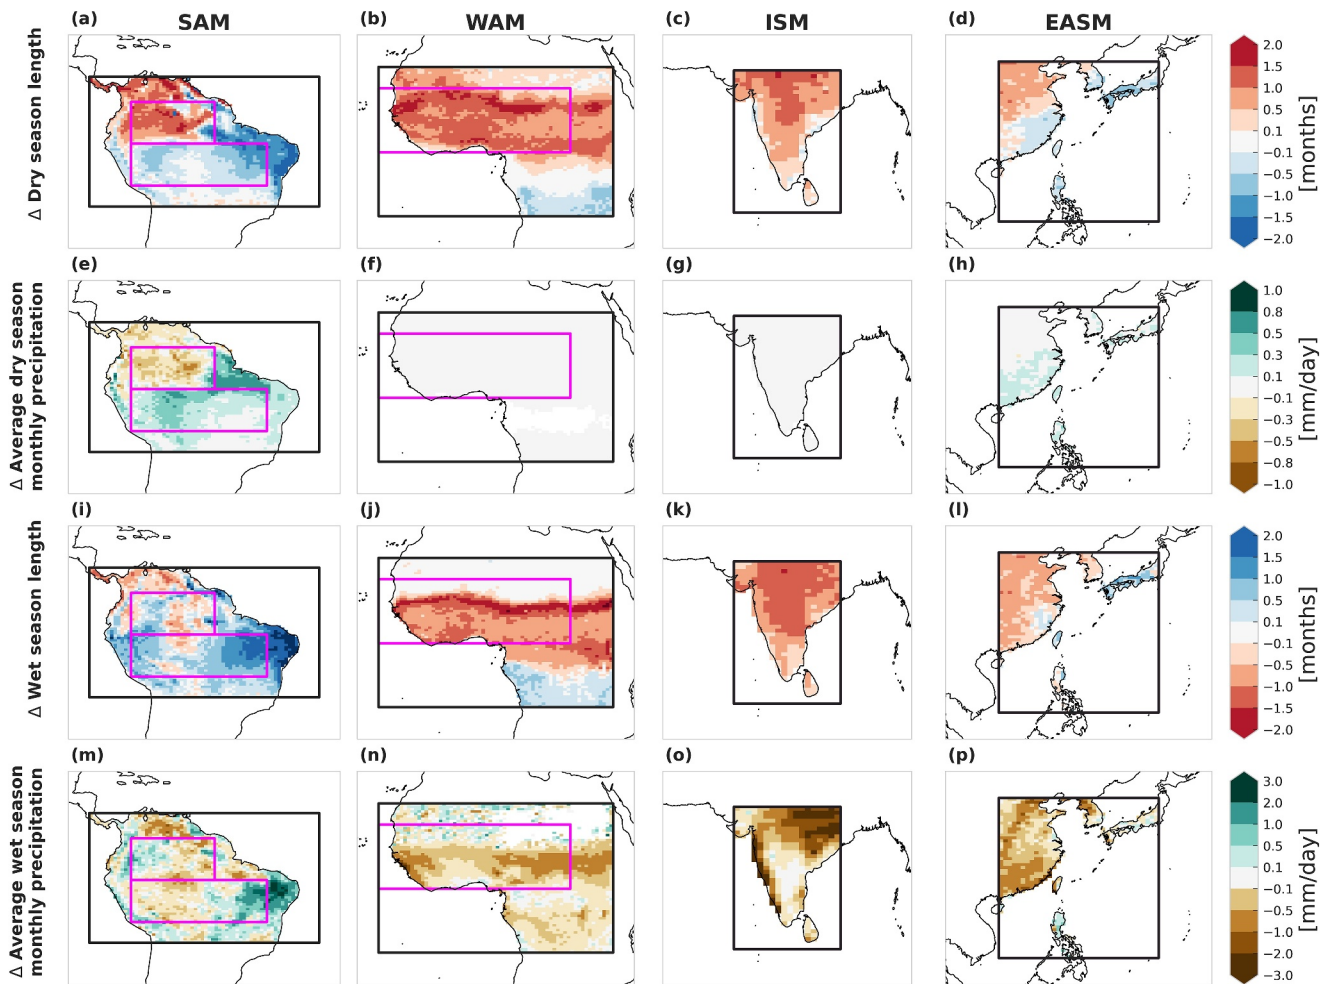 (a) SAM (b) WAM (c) ISM (d) EASM
Δ Dry season length
2.0
1.5
1.0
0.5
0.1
−0.1
−0.5
−1.0
−1.5
−2.0
[months]
(e) (f) (g) (h)
Δ Average dry season
monthly precipitation
1.0
0.8
0.5
0.3
0.1
−0.1
−0.3
−0.5
−0.8
−1.0
[mm/day]
(i) (j) (k) (l)
Δ Wet season length
2.0
1.5
1.0
0.5
0.1
−0.1
−0.5
−1.0
−1.5
−2.0
[months]
(m) (n) (o) (p)
Δ Average wet season
monthly precipitation
3.0
2.0
1.0
0.5
0.1
−0.1
−0.5
−1.0
−2.0
−3.0
[mm/day]